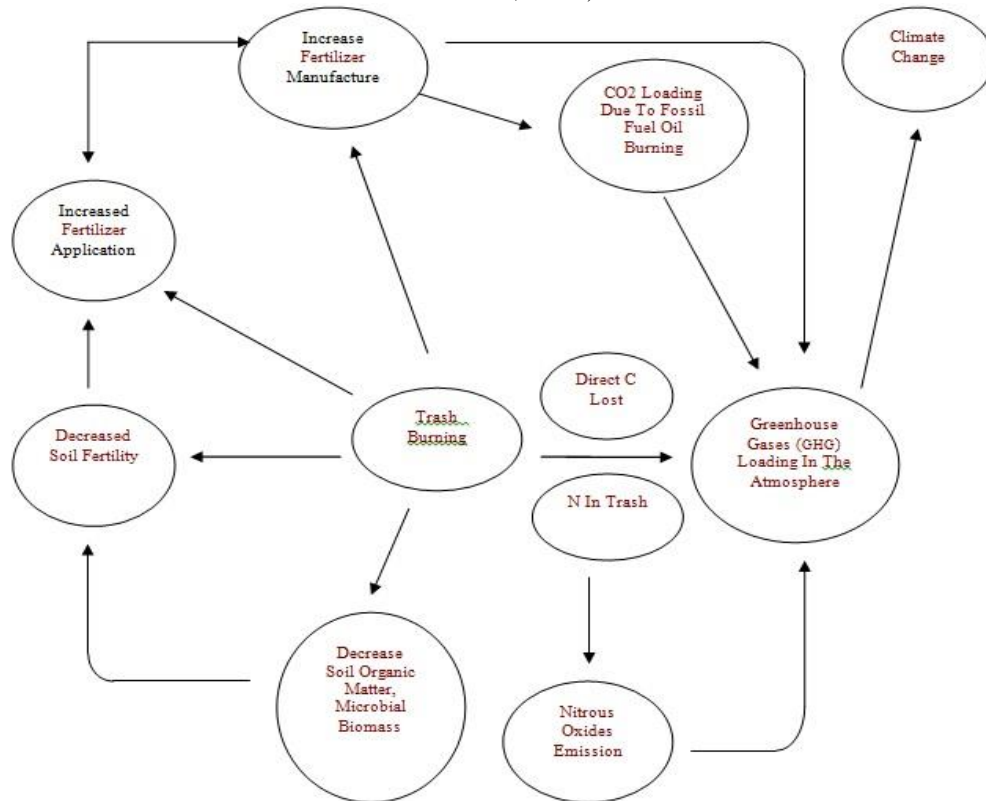 Increase
Fertilizer
Manufacture
Climate
Change
CO2 Loading
Due To Fossil
Fuel Oil
Burning
Increased
Fertilizer
Application
Direct C
Lost
Trash
Burning
Decreased
Soil Fertility
Greenhouse
Gases (GHG)
Loading In The
Atmosphere
N In Trash
Decrease
Soil Organic
Matter,
Microbial
Biomass
Nitrous
Oxides
Emission